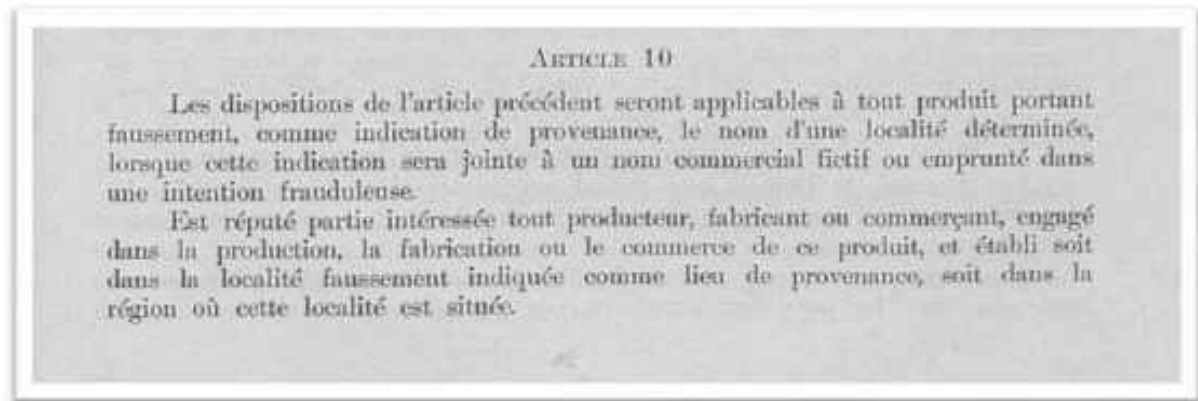 ARTICLE 10
Les dispositions de l'article précédent seront applicables à tout produit portant
faussement, comme indication de provenance, le nom d'une localité déterminée,
lorsque cette indication sera jointe à un nom commercial fictif ou emprunté dans
une intention frauduleuse.
Est réputé partie intéressée tout producteur, fabricant ou commerçant, engagé
dans la production, la fabrication ou le commerce de ce produit, et établi soit
dans la localité faussement indiquée comme lieu de provenance, soit dans la
région où cette localité est située.